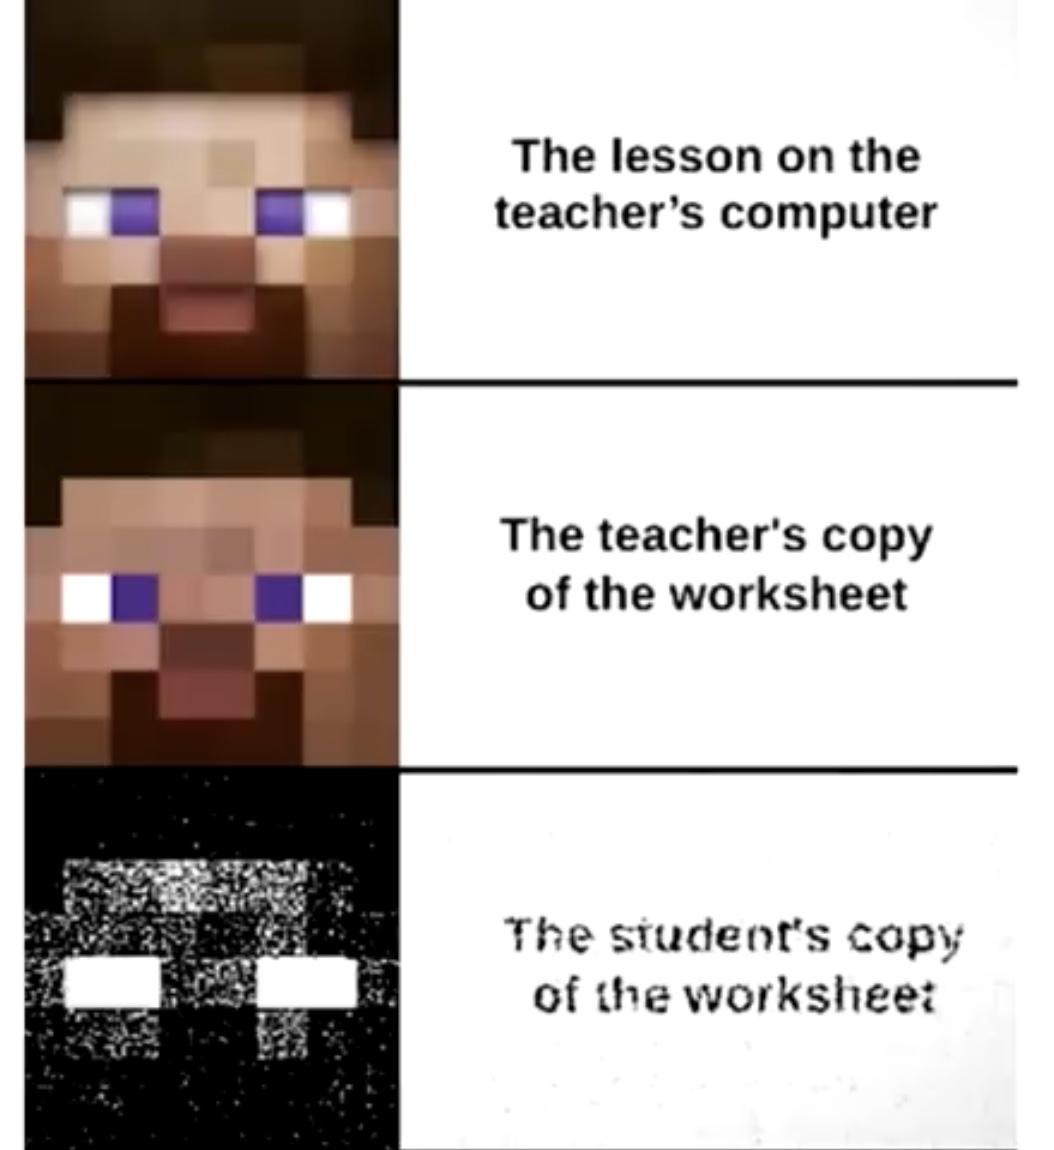 The lesson on the
teacher’s computer
The teacher's copy
of the worksheet
The student's copy
of the worksheet